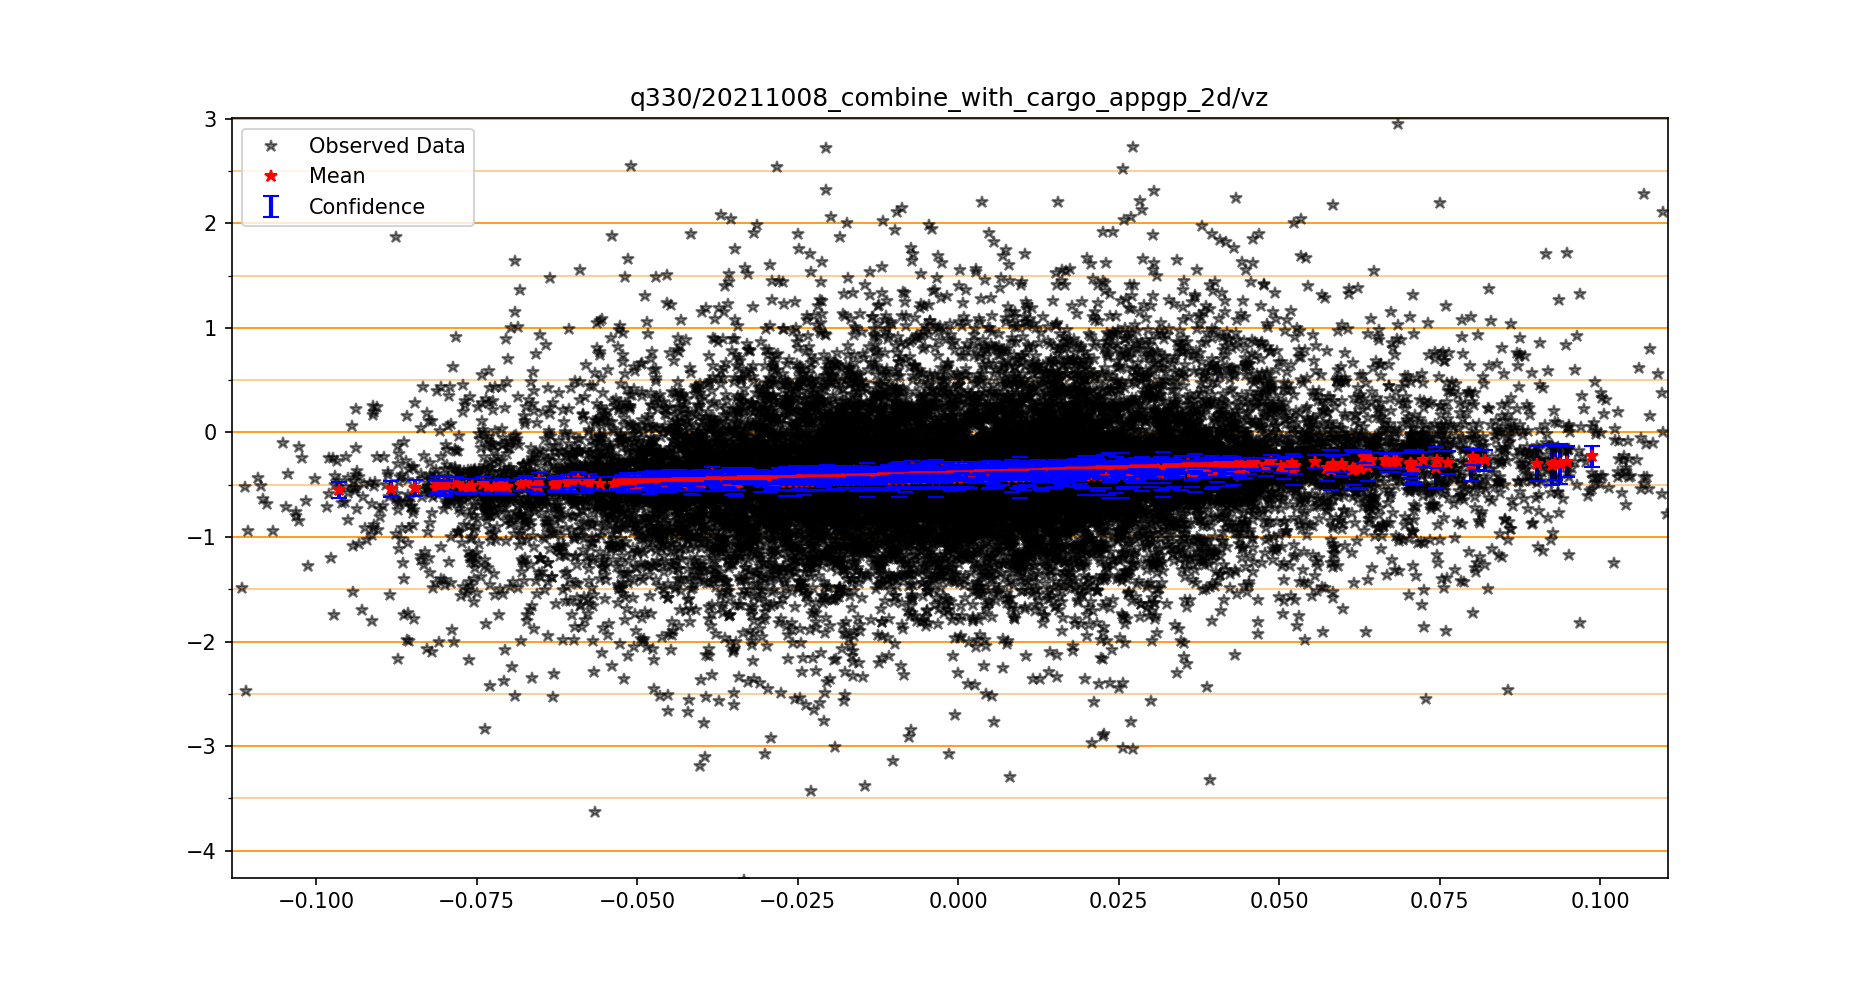 q330/20211008_combine_with_cargo_appgp_2d/vz
Observed Data
Mean
Confidence
3
2
1
0
−1
−2
−3
−4
−0.100 −0.075 −0.050 −0.025 0.000 0.025 0.050 0.075 0.100